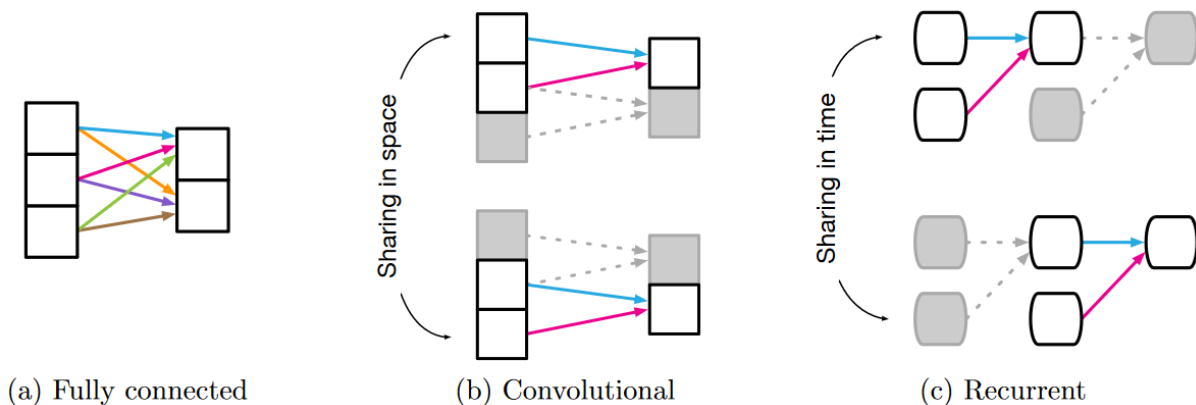 Sharing in space
Sharing in time
(a) Fully connected
(b) Convolutional
(c) Recurrent